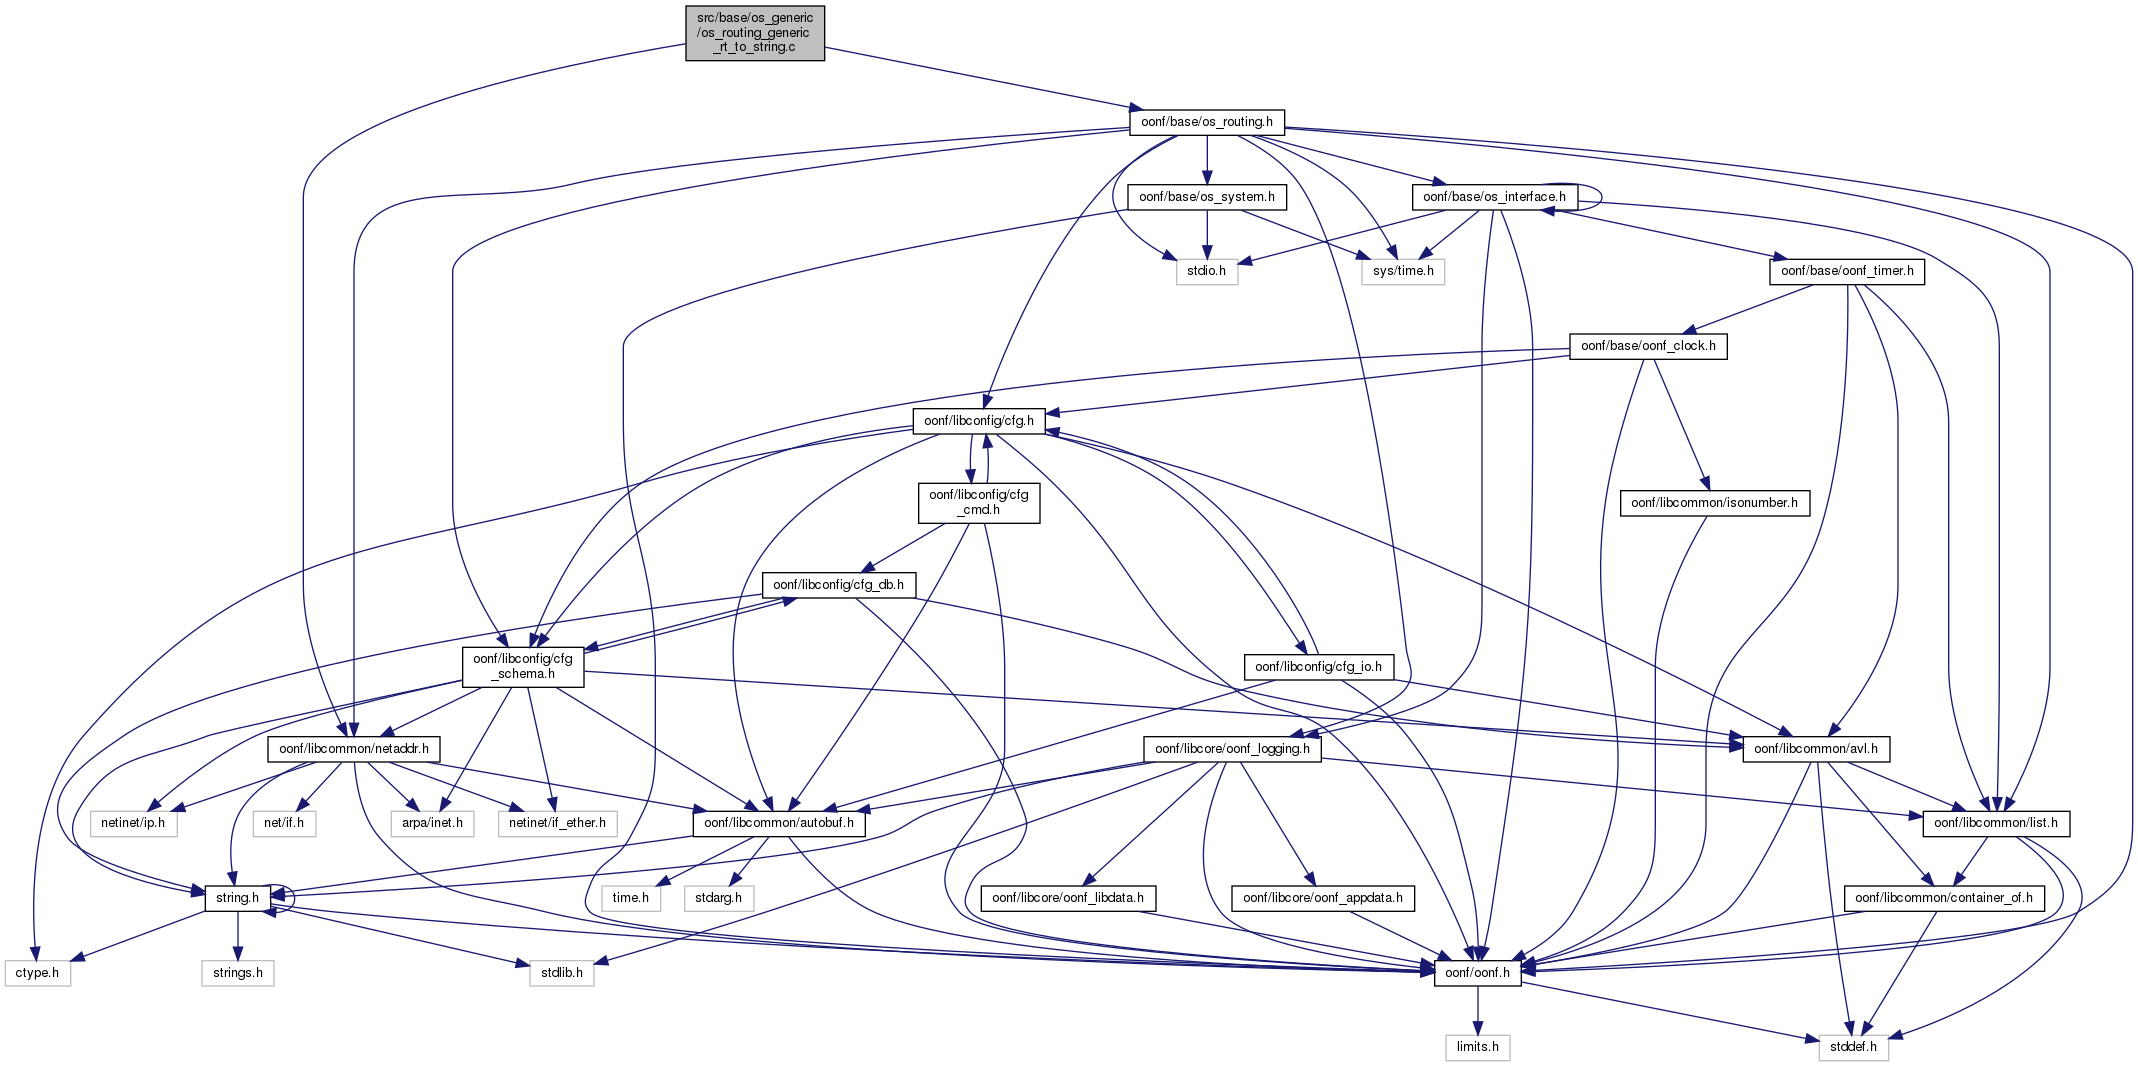 src/base/os_generic
/os_routing_generic
_rt_to_string.c
oonf/base/os_routing.h
oonf/base/os_system.h
oonf/base/os_interface.h
stdio.h
sys/time.h
oonf/base/oonf_timer.h
oonf/base/oonf_clock.h
oonf/libconfig/cfg.h
oonf/libconfig/cfg
_cmd.h
oonf/libcommon/isonumber.h
oonf/libconfig/cfg_db.h
oonf/libconfig/cfg
_schema.h
oonf/libconfig/cfg_io.h
oonf/libcommon/netaddr.h
oonf/libcore/oonf_logging.h
oonf/libcommon/avl.h
netinet/ip.h
net/if.h
arpa/inet.h
netinet/if_ether.h
oonf/libcommon/autobuf.h
oonf/libcommon/list.h
string.h
time.h
stdarg.h
oonf/libcore/oonf_libdata.h
oonf/libcore/oonf_appdata.h
oonf/libcommon/container_of.h
ctype.h
strings.h
stdlib.h
oonf/oonf.h
limits.h
stddef.h